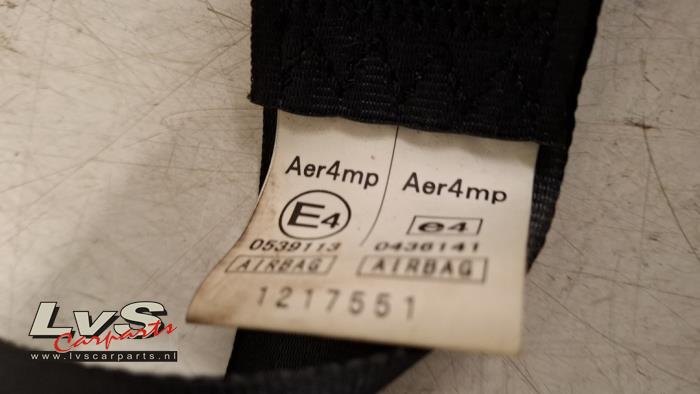 Aer4mp Aer4mp
E4 e4
0539113 0436141
AIRBAG AIRBAG
1217551
LvS
Carparts
www.lvscarparts.nl